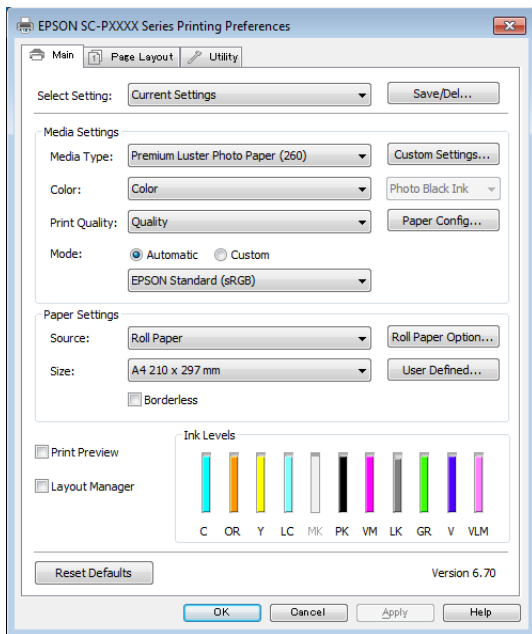 EPSON SC-PXXXX Series Printing Preferences
Main Page Layout Utility
Select Setting: Current Settings Save/Del...
Media Settings
Media Type: Premium Luster Photo Paper (260) Custom Settings...
Color: Color Photo Black Ink
Print Quality: Quality Paper Config...
Mode: Automatic Custom
EPSON Standard (sRGB)
Paper Settings
Source: Roll Paper Roll Paper Option...
Size: A4 210 x 297 mm User Defined...
Borderless
Ink Levels
Print Preview
Layout Manager
C OR Y LC MK PK VM LK GR V VLM
Reset Defaults Version 6.70
OK Cancel Apply Help